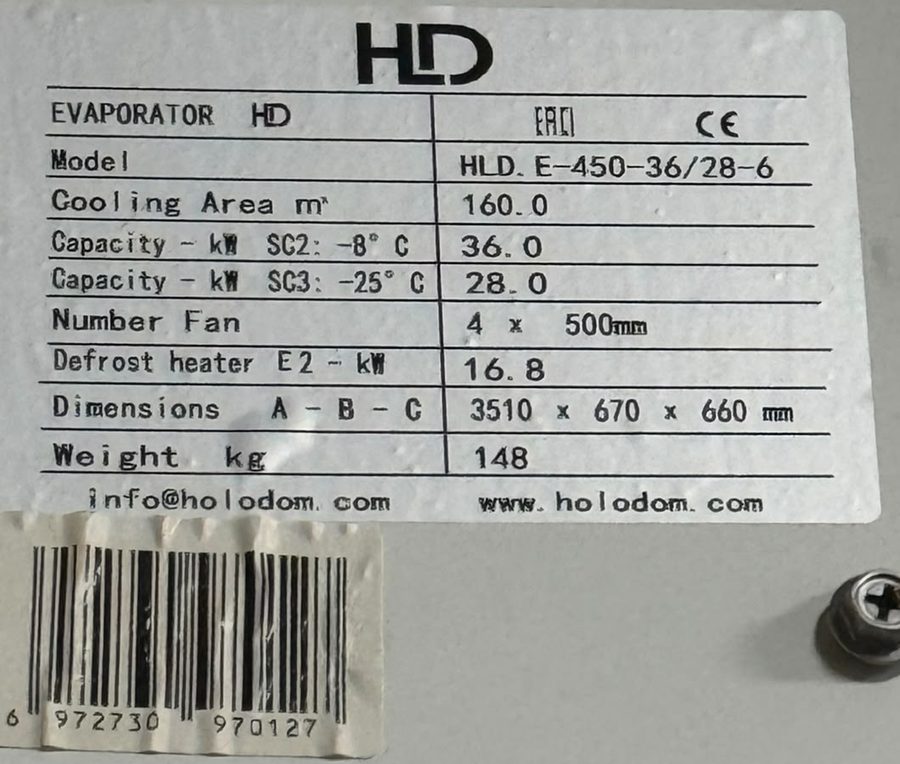 HLD
EVAPORATOR HD EAC CE
Model HLD. E-450-36/28-6
Cooling Area m² 160.0
Capacity - kW SC2: -8° C 36.0
Capacity - kW SC3: -25° C 28.0
Number Fan 4 x 500mm
Defrost heater E2 - kW 16.8
Dimensions A - B - C 3510 x 670 x 660 mm
Weight kg 148
info@holodom.com www.holodom.com
6 972730 970127